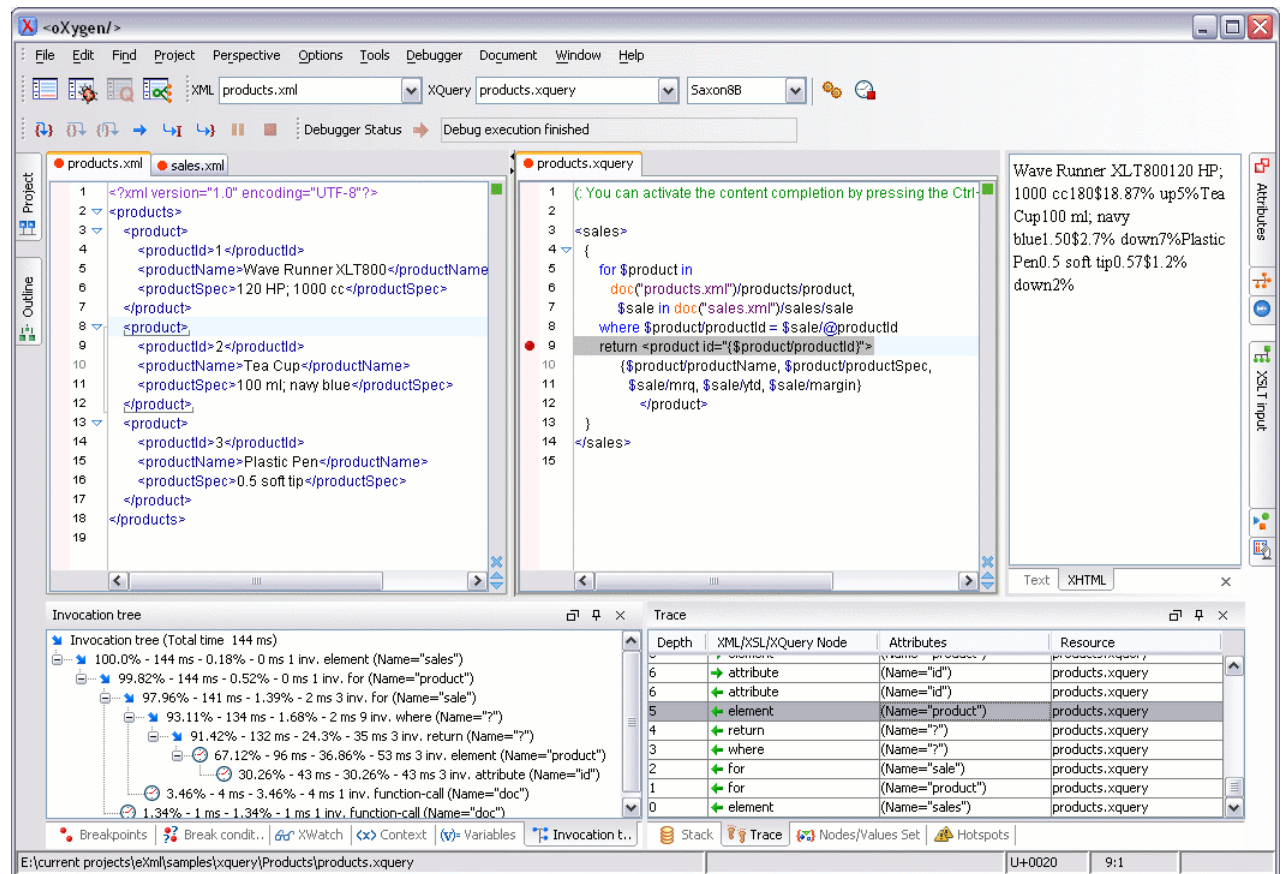 <oXygen/>
File Edit Find Project Perspective Options Tools Debugger Document Window Help
XML products.xml XQuery products.xquery Saxon8B
Debugger Status Debug execution finished
Project
Outline
products.xml sales.xml
1 <?xml version="1.0" encoding="UTF-8"?>
2 <products>
3 <product>
4 <productId>1</productId>
5 <productName>Wave Runner XLT800</productName
6 <productSpec>120 HP; 1000 cc</productSpec>
7 </product>
8 <product>
9 <productId>2</productId>
10 <productName>Tea Cup</productName>
11 <productSpec>100 ml; navy blue</productSpec>
12 </product>
13 <product>
14 <productId>3</productId>
15 <productName>Plastic Pen</productName>
16 <productSpec>0.5 soft tip</productSpec>
17 </product>
18 </products>
19
products.xquery
1 (: You can activate the content completion by pressing the Ctrl-
2
3 <sales>
4 {
5 for $product in
6 doc("products.xml")/products/product,
7 $sale in doc("sales.xml")/sales/sale
8 where $product/productId = $sale/@productId
9 return <product id="{$product/productId}">
10 {$product/productName, $product/productSpec,
11 $sale/mrq, $sale/ytd, $sale/margin}
12 </product>
13 }
14 </sales>
15
Wave Runner XLT800120 HP;
1000 cc180$18.87% up5%Tea
Cup100 ml; navy
blue1.50$2.7% down7%Plastic
Pen0.5 soft tip0.57$1.2%
down2%
Text XHTML
Attributes
XSLT input
Invocation tree
Invocation tree (Total time 144 ms)
100.0% - 144 ms - 0.18% - 0 ms 1 inv. element (Name="sales")
99.82% - 144 ms - 0.52% - 0 ms 1 inv. for (Name="product")
97.96% - 141 ms - 1.39% - 2 ms 3 inv. for (Name="sale")
93.11% - 134 ms - 1.68% - 2 ms 9 inv. where (Name="?")
91.42% - 132 ms - 24.3% - 35 ms 3 inv. return (Name="?")
67.12% - 96 ms - 36.86% - 53 ms 3 inv. element (Name="product")
30.26% - 43 ms - 30.26% - 43 ms 3 inv. attribute (Name="id")
3.46% - 4 ms - 3.46% - 4 ms 1 inv. function-call (Name="doc")
1.34% - 1 ms - 1.34% - 1 ms 1 inv. function-call (Name="doc")
Breakpoints Break condit.. XWatch Context Variables Invocation t..
Trace
Depth XML/XSL/XQuery Node Attributes Resource
6 attribute (Name="id") products.xquery
6 attribute (Name="id") products.xquery
5 element (Name="product") products.xquery
4 return (Name="?") products.xquery
3 where (Name="?") products.xquery
2 for (Name="sale") products.xquery
1 for (Name="product") products.xquery
0 element (Name="sales") products.xquery
Stack Trace Nodes/Values Set Hotspots
E:\current projects\eXml\samples\xquery\Products\products.xquery U+0020 9:1